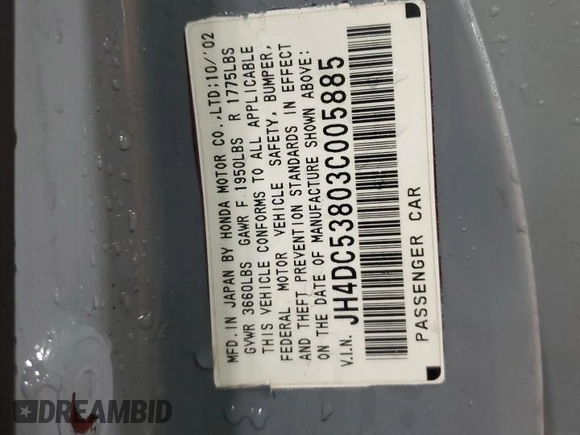 MFD.IN JAPAN BY HONDA MOTOR CO.,LTD;10/'02
GVWR 3660LBS GAWR F 1950LBS R 1775LBS
THIS VEHICLE CONFORMS TO ALL APPLICABLE
FEDERAL MOTOR VEHICLE SAFETY, BUMPER,
AND THEFT PREVENTION STANDARDS IN EFFECT
ON THE DATE OF MANUFACTURE SHOWN ABOVE:
V.I.N. JH4DC53803C005885
PASSENGER CAR
DREAMBID